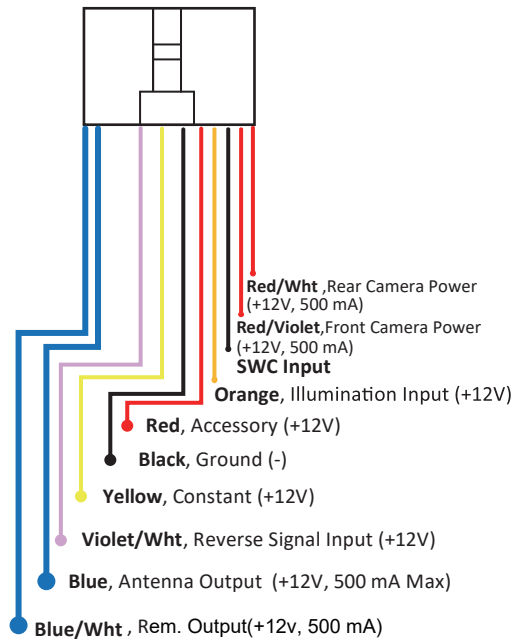 Red/Wht ,Rear Camera Power
(+12V, 500 mA)
Red/Violet,Front Camera Power
(+12V, 500 mA)
SWC Input
Orange, Illumination Input (+12V)
Red, Accessory (+12V)
Black, Ground (-)
Yellow, Constant (+12V)
Violet/Wht, Reverse Signal Input (+12V)
Blue, Antenna Output (+12V, 500 mA Max)
Blue/Wht , Rem. Output(+12v, 500 mA)